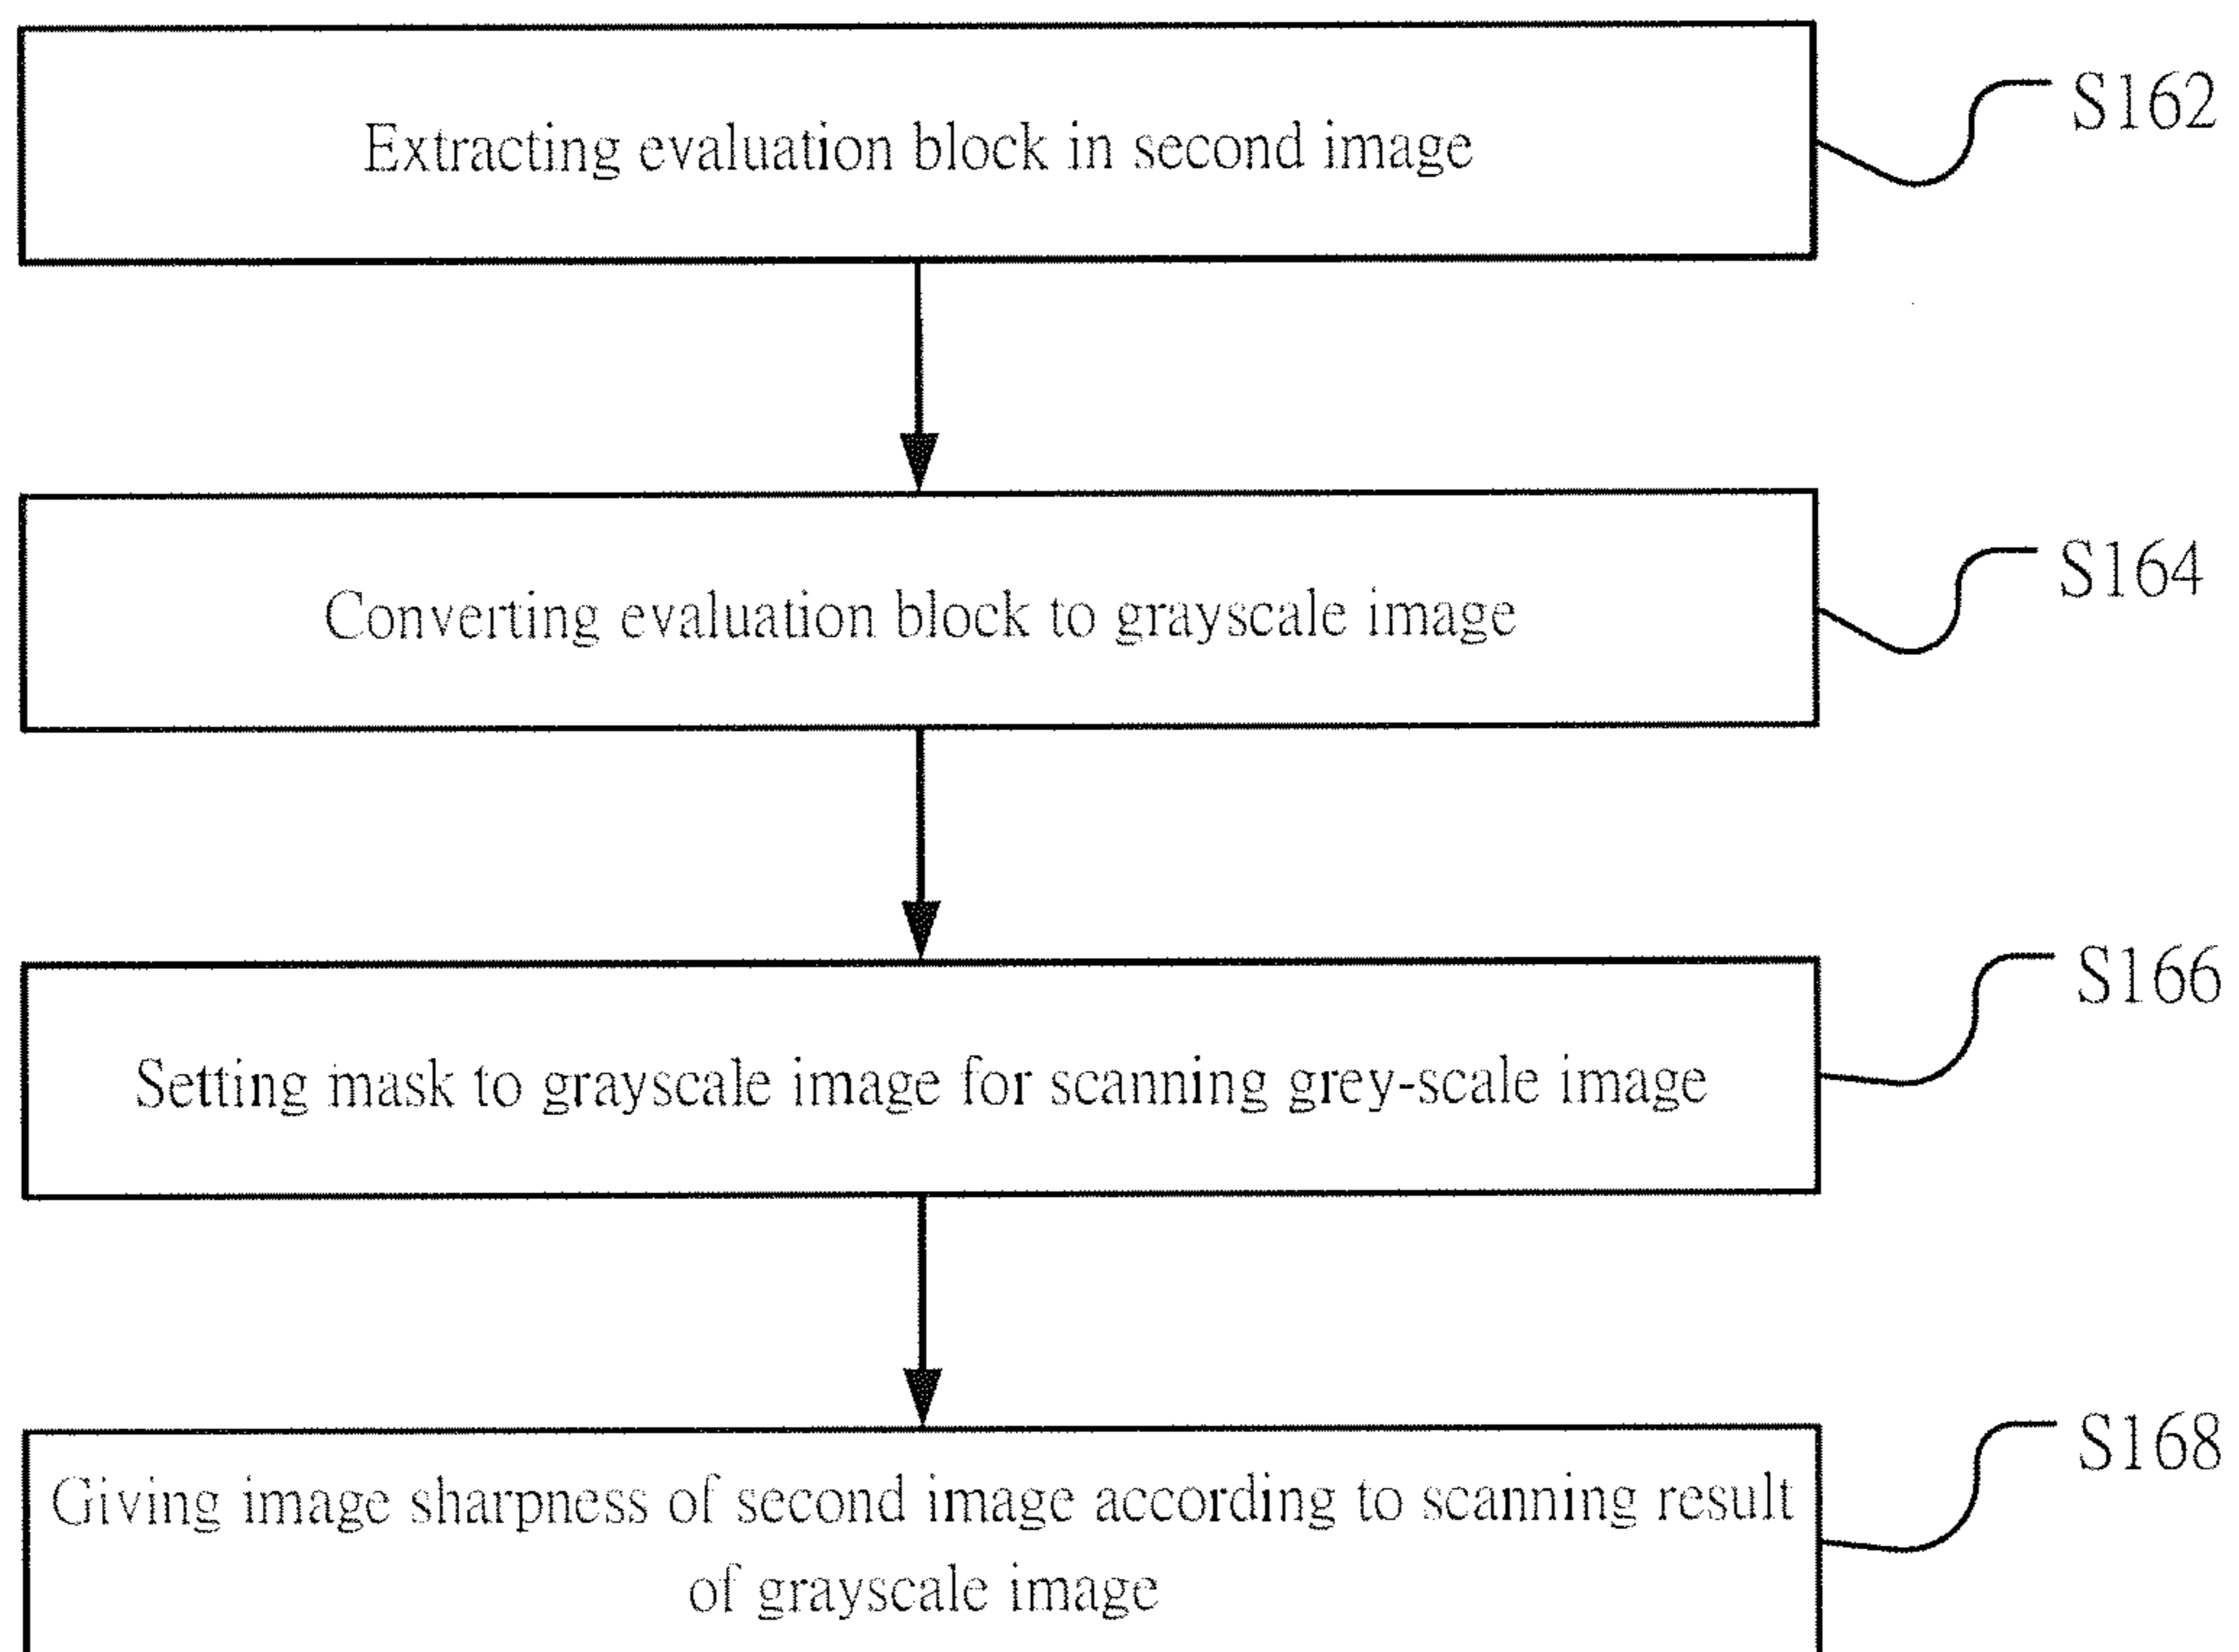 Extracting evaluation block in second image
S162
Converting evaluation block to grayscale image
S164
Setting mask to grayscale image for scanning grey-scale image
S166
Giving image sharpness of second image according to scanning result
of grayscale image
S168